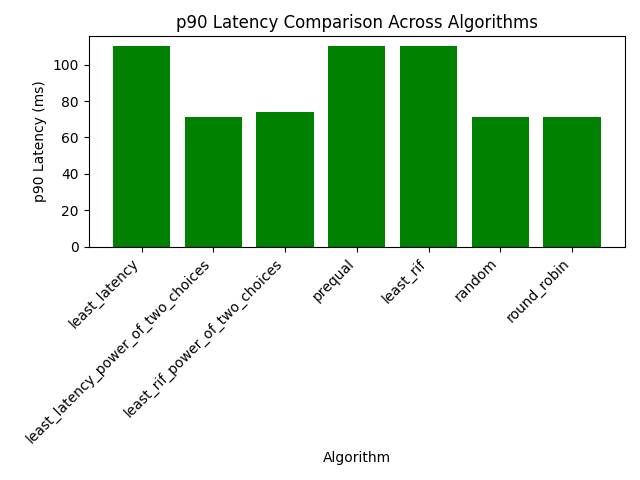 p90 Latency Comparison Across Algorithms
p90 Latency (ms)
100
80
60
40
20
0
least_latency
least_latency_power_of_two_choices
least_rif_power_of_two_choices
prequal
least_rif
random
round_robin
Algorithm